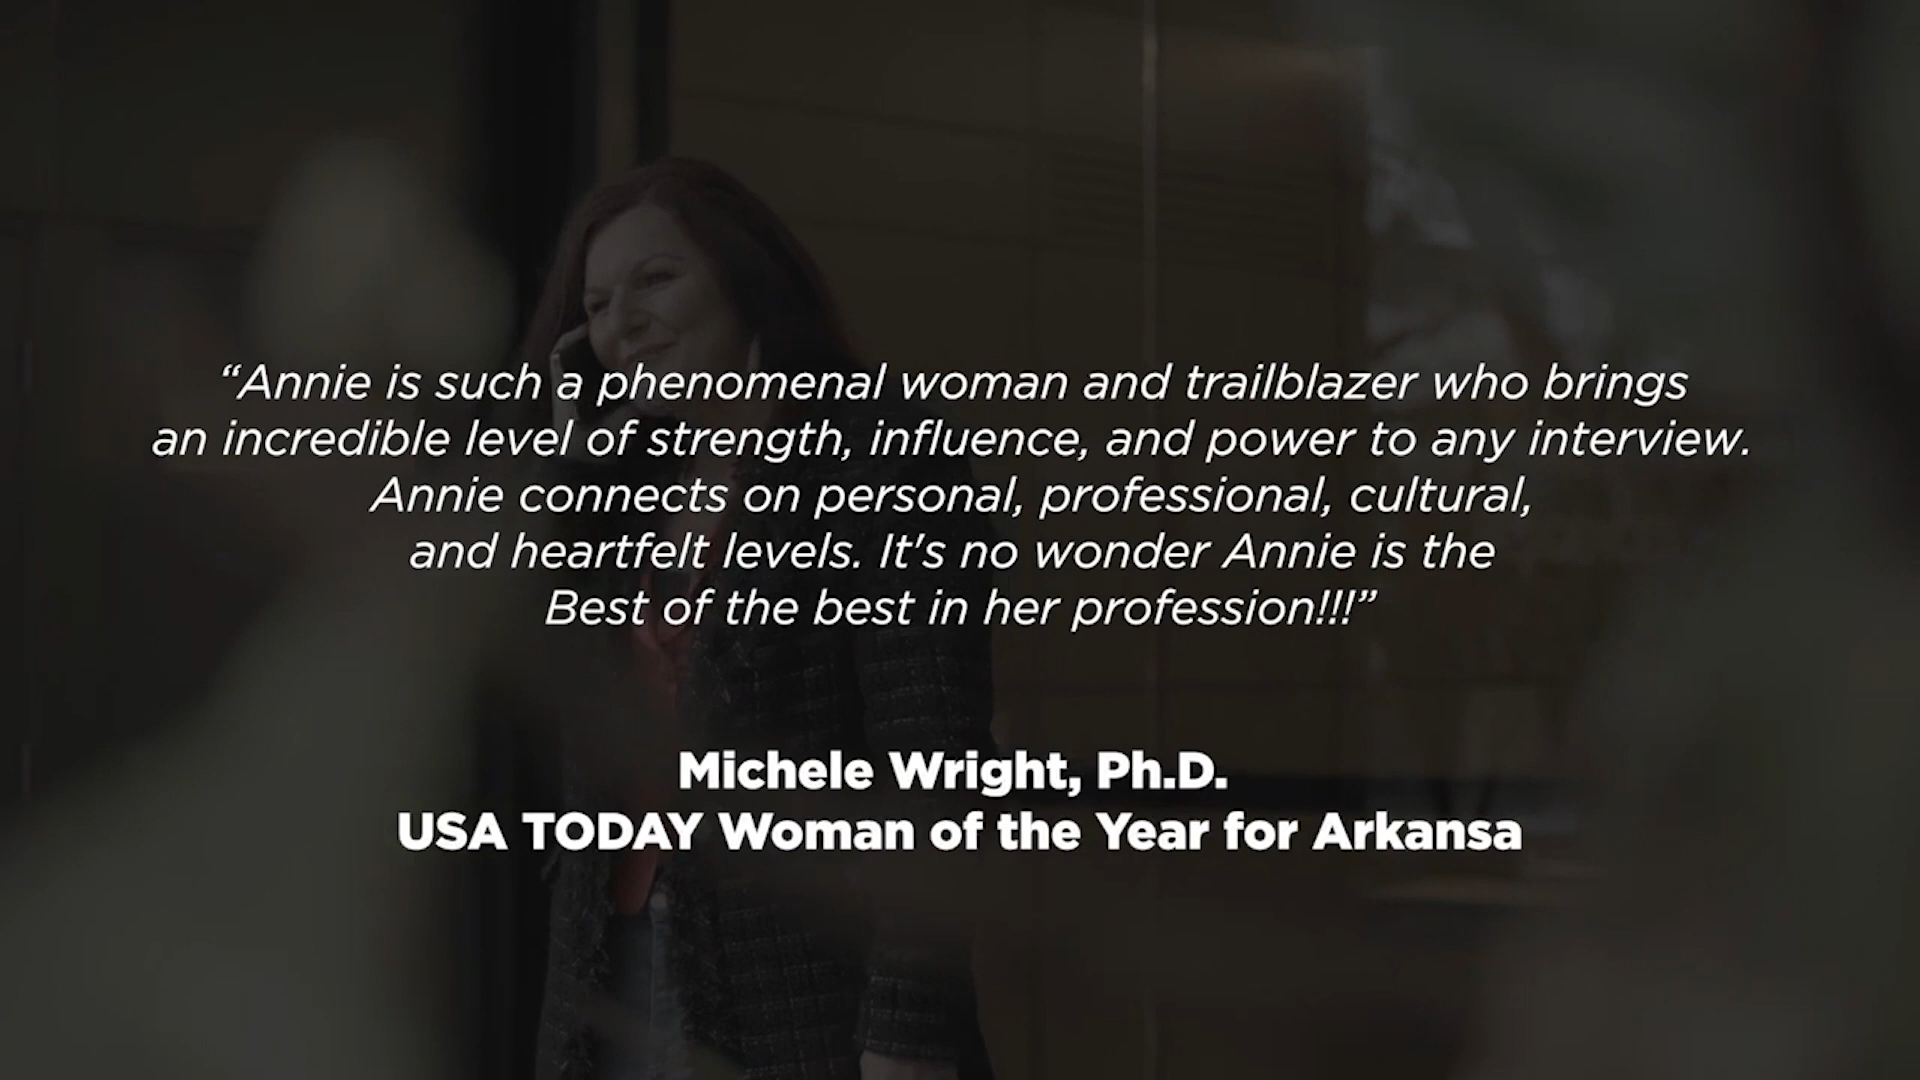 “Annie is such a phenomenal woman and trailblazer who brings
an incredible level of strength, influence, and power to any interview.
Annie connects on personal, professional, cultural,
and heartfelt levels. It's no wonder Annie is the
Best of the best in her profession!!!”
Michele Wright, Ph.D.
USA TODAY Woman of the Year for Arkansa